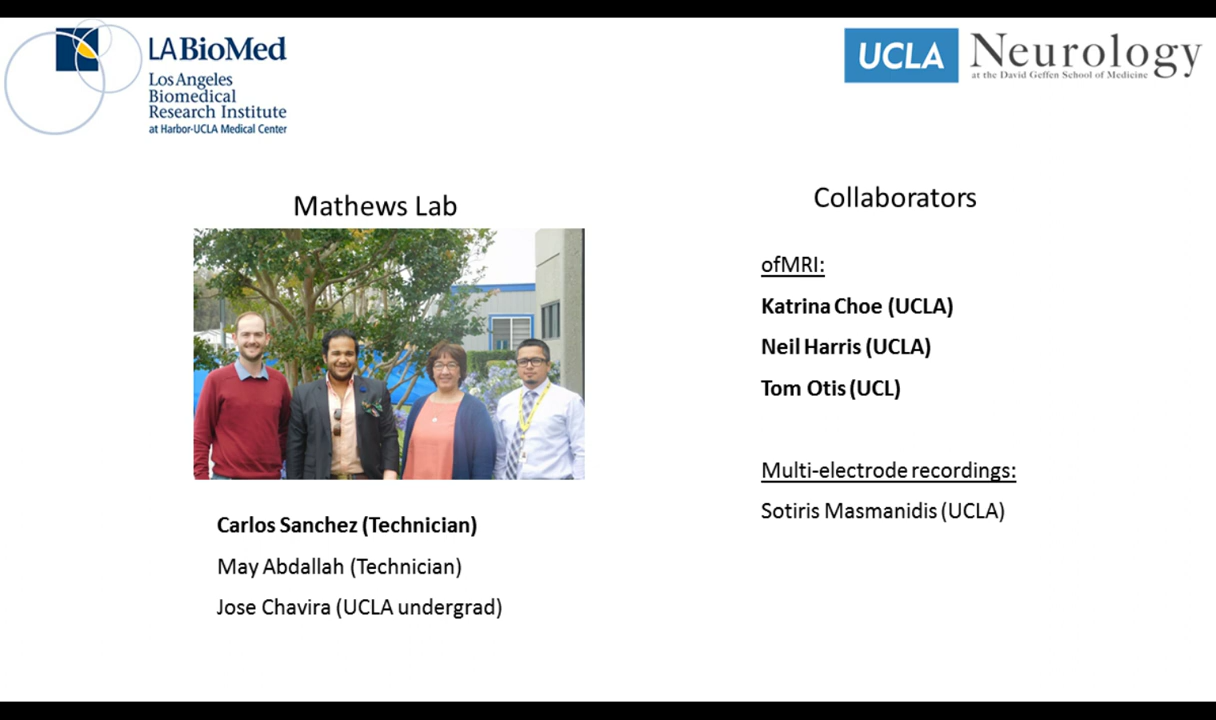 LABioMed
Los Angeles
Biomedical
Research Institute
at Harbor-UCLA Medical Center
UCLA Neurology
at the David Geffen School of Medicine
Mathews Lab
Carlos Sanchez (Technician)
May Abdallah (Technician)
Jose Chavira (UCLA undergrad)
Collaborators
ofMRI:
Katrina Choe (UCLA)
Neil Harris (UCLA)
Tom Otis (UCL)
Multi-electrode recordings:
Sotiris Masmanidis (UCLA)